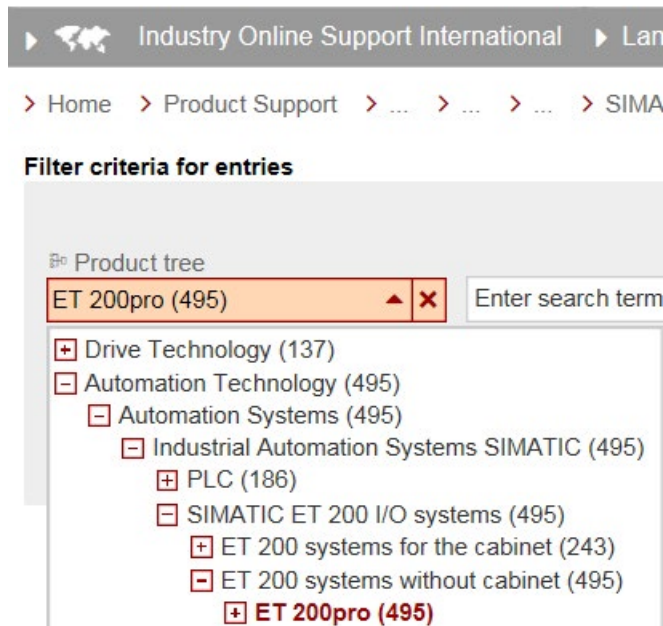 Industry Online Support International
Home Product Support ... ... ...
Filter criteria for entries
Product tree
ET 200pro (495) Enter search term
Drive Technology (137)
Automation Technology (495)
Automation Systems (495)
Industrial Automation Systems SIMATIC (495)
PLC (186)
SIMATIC ET 200 I/O systems (495)
ET 200 systems for the cabinet (243)
ET 200 systems without cabinet (495)
ET 200pro (495)